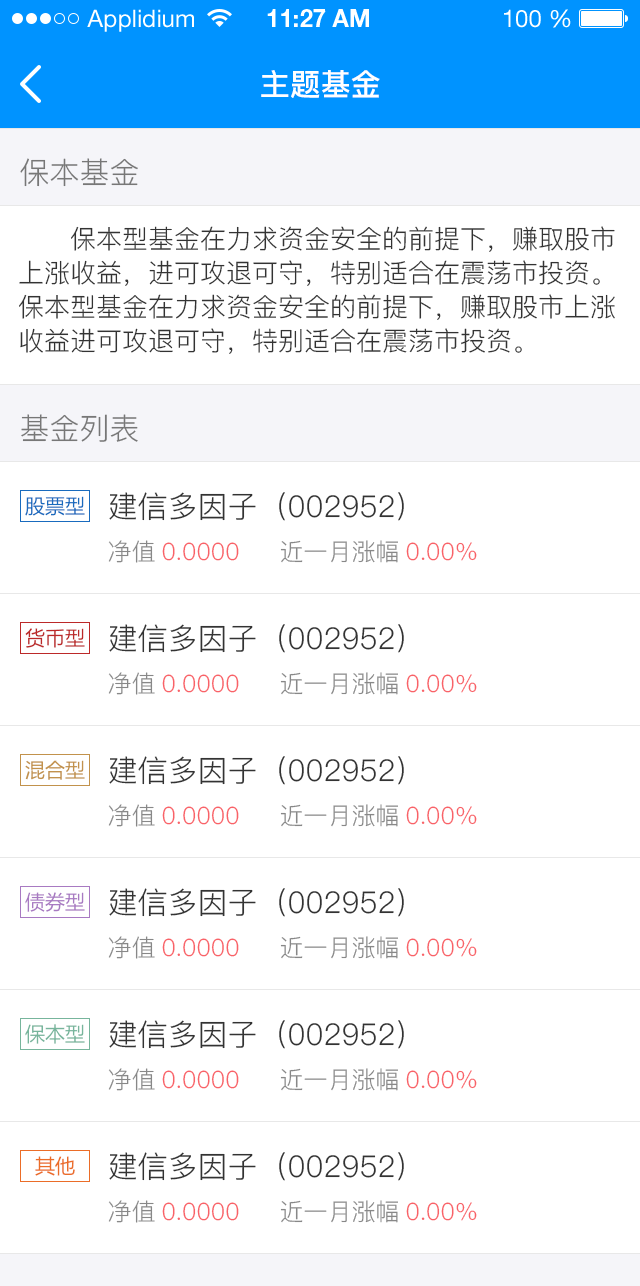 Applidium 11:27 AM 100 %
主题基金
保本基金
保本型基金在力求资金安全的前提下，赚取股市
上涨收益，进可攻退可守，特别适合在震荡市投资。
保本型基金在力求资金安全的前提下，赚取股市上涨
收益进可攻退可守，特别适合在震荡市投资。
基金列表
股票型 建信多因子（002952）
净值 0.0000 近一月涨幅 0.00%
货币型 建信多因子（002952）
净值 0.0000 近一月涨幅 0.00%
混合型 建信多因子（002952）
净值 0.0000 近一月涨幅 0.00%
债券型 建信多因子（002952）
净值 0.0000 近一月涨幅 0.00%
保本型 建信多因子（002952）
净值 0.0000 近一月涨幅 0.00%
其他 建信多因子（002952）
净值 0.0000 近一月涨幅 0.00%